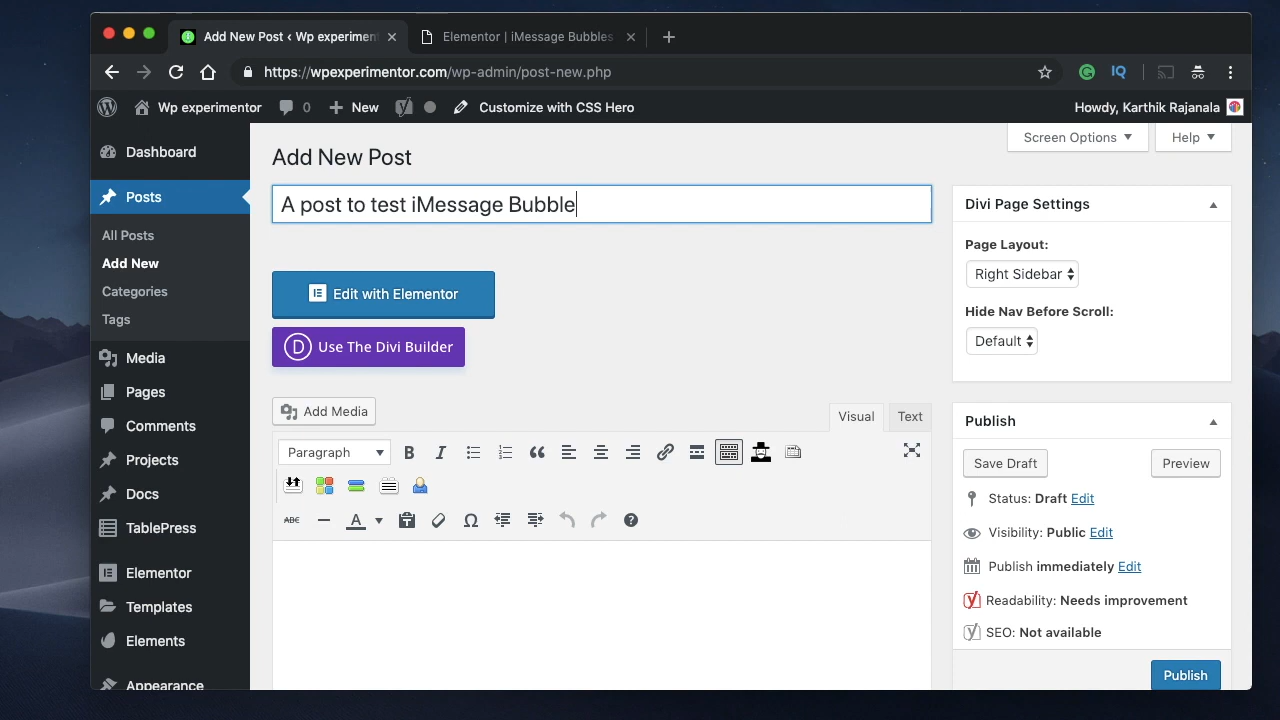 Add New Post ‹ Wp experimen
Elementor | iMessage Bubbles
https://wpexperimentor.com/wp-admin/post-new.php
IQ
Wp experimentor
0
New
Customize with CSS Hero
Howdy, Karthik Rajanala
Dashboard
Posts
All Posts
Add New
Categories
Tags
Media
Pages
Comments
Projects
Docs
TablePress
Elementor
Templates
Elements
Appearance
Screen Options
Help
Add New Post
A post to test iMessage Bubble
Edit with Elementor
D Use The Divi Builder
Add Media
Visual
Text
Paragraph
B
I
ABC
A
Divi Page Settings
Page Layout:
Right Sidebar
Hide Nav Before Scroll:
Default
Publish
Save Draft
Preview
Status: Draft Edit
Visibility: Public Edit
Publish immediately Edit
Readability: Needs improvement
SEO: Not available
Publish